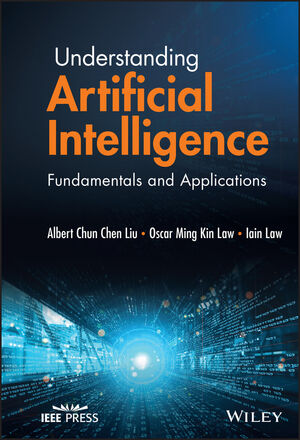 Understanding
Artificial
Intelligence
Fundamentals and Applications
Albert Chun Chen Liu • Oscar Ming Kin Law • Iain Law
IEEE PRESS
WILEY